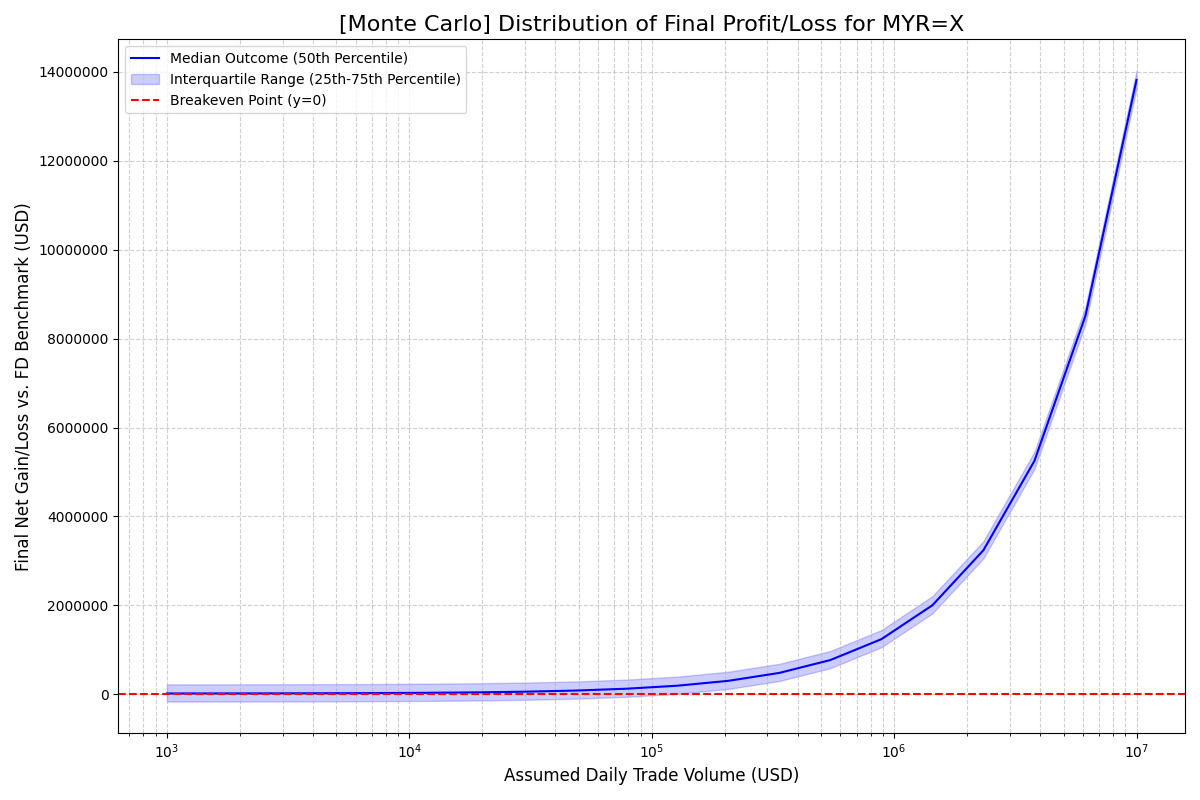 [Monte Carlo] Distribution of Final Profit/Loss for MYR=X
Median Outcome (50th Percentile)
Interquartile Range (25th-75th Percentile)
Breakeven Point (y=0)
Final Net Gain/Loss vs. FD Benchmark (USD)
14000000
12000000
10000000
8000000
6000000
4000000
2000000
0
10³ 10⁴ 10⁵ 10⁶ 10⁷
Assumed Daily Trade Volume (USD)